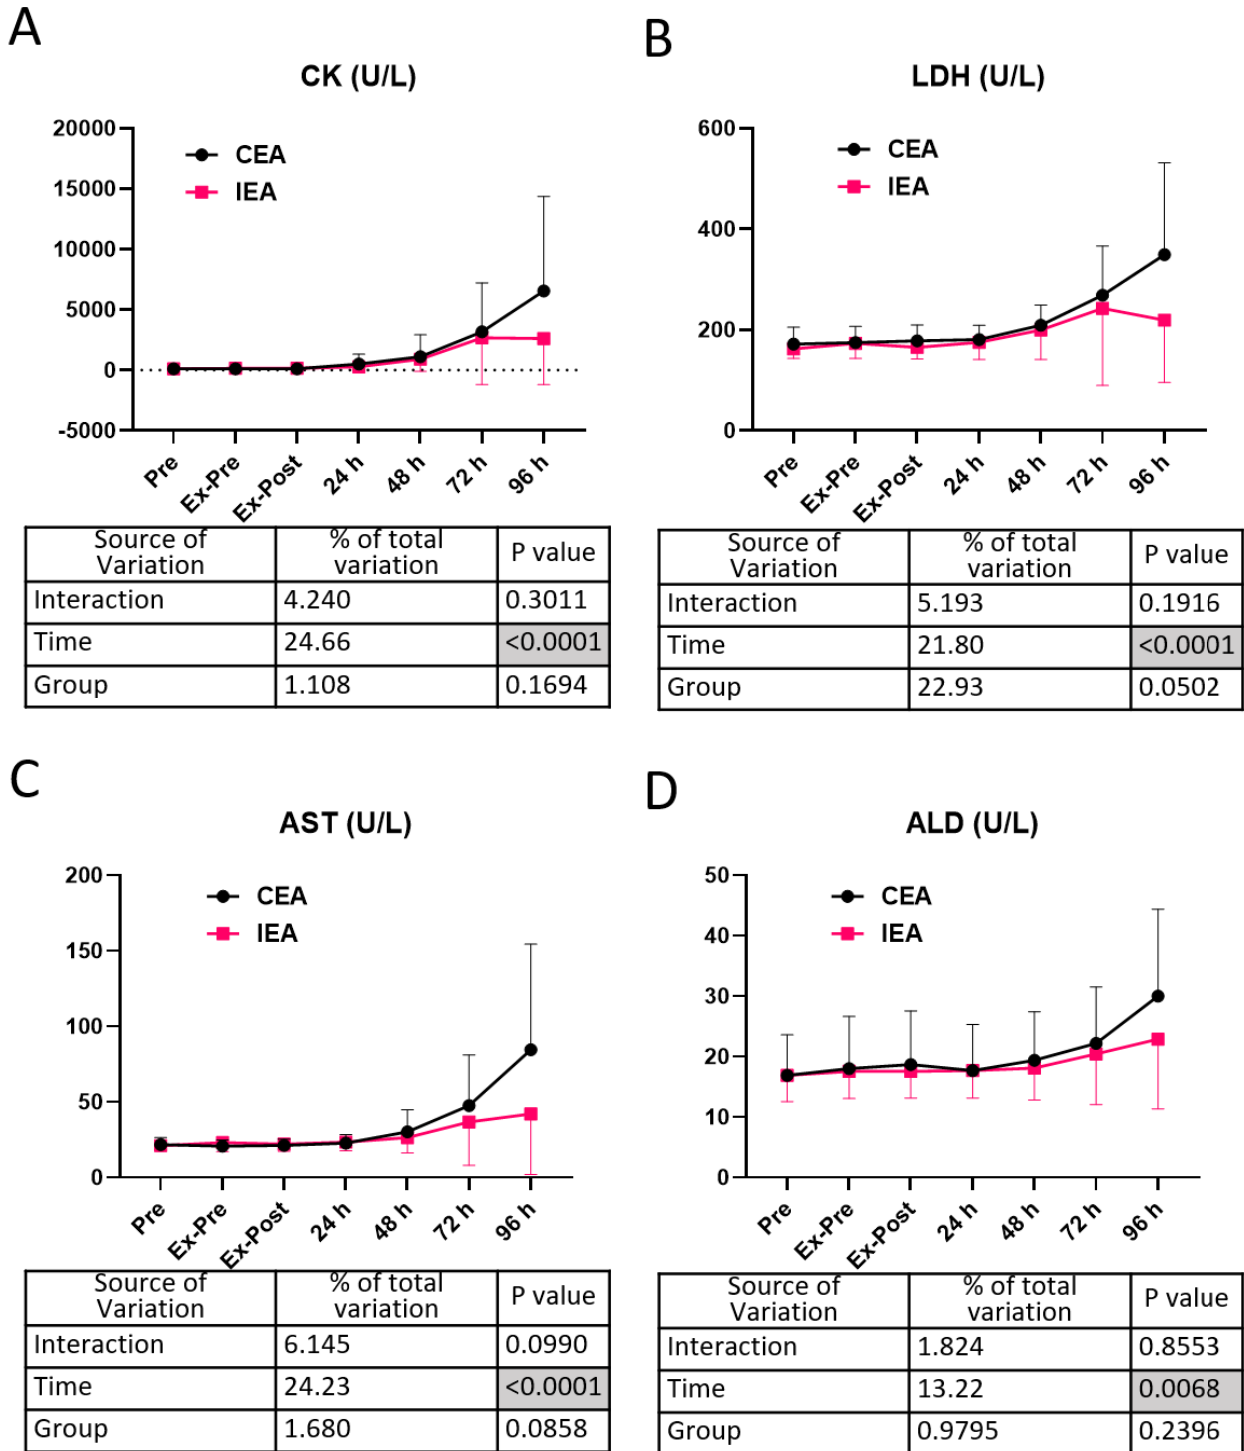 A
CK (U/L)
20000
15000
10000
5000
0
-5000
CEA
IEA
Pre
Ex-Pre
Ex-Post
24 h
48 h
72 h
96 h
Source of Variation % of total variation P value
Interaction 4.240 0.3011
Time 24.66 <0.0001
Group 1.108 0.1694
B
LDH (U/L)
600
400
200
0
CEA
IEA
Pre
Ex-Pre
Ex-Post
24 h
48 h
72 h
96 h
Source of Variation % of total variation P value
Interaction 5.193 0.1916
Time 21.80 <0.0001
Group 22.93 0.0502
C
AST (U/L)
200
150
100
50
0
CEA
IEA
Pre
Ex-Pre
Ex-Post
24 h
48 h
72 h
96 h
Source of Variation % of total variation P value
Interaction 6.145 0.0990
Time 24.23 <0.0001
Group 1.680 0.0858
D
ALD (U/L)
50
40
30
20
10
0
CEA
IEA
Pre
Ex-Pre
Ex-Post
24 h
48 h
72 h
96 h
Source of Variation % of total variation P value
Interaction 1.824 0.8553
Time 13.22 0.0068
Group 0.9795 0.2396